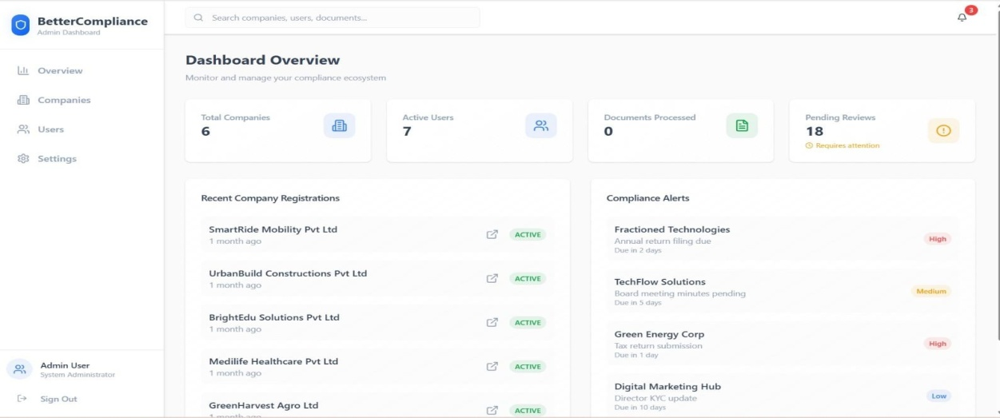 BetterCompliance
Admin Dashboard
Overview
Companies
Users
Settings
Admin User
System Administrator
Sign Out
Search companies, users, documents...
3
Dashboard Overview
Monitor and manage your compliance ecosystem
Total Companies
6
Active Users
7
Documents Processed
0
Pending Reviews
18
Requires attention
Recent Company Registrations
SmartRide Mobility Pvt Ltd
1 month ago
ACTIVE
UrbanBuild Constructions Pvt Ltd
1 month ago
ACTIVE
BrightEdu Solutions Pvt Ltd
1 month ago
ACTIVE
Medilife Healthcare Pvt Ltd
1 month ago
ACTIVE
GreenHarvest Agro Ltd
1 month ago
ACTIVE
Compliance Alerts
Fractioned Technologies
Annual return filing due
Due in 2 days
High
TechFlow Solutions
Board meeting minutes pending
Due in 5 days
Medium
Green Energy Corp
Tax return submission
Due in 1 day
High
Digital Marketing Hub
Director KYC update
Due in 10 days
Low